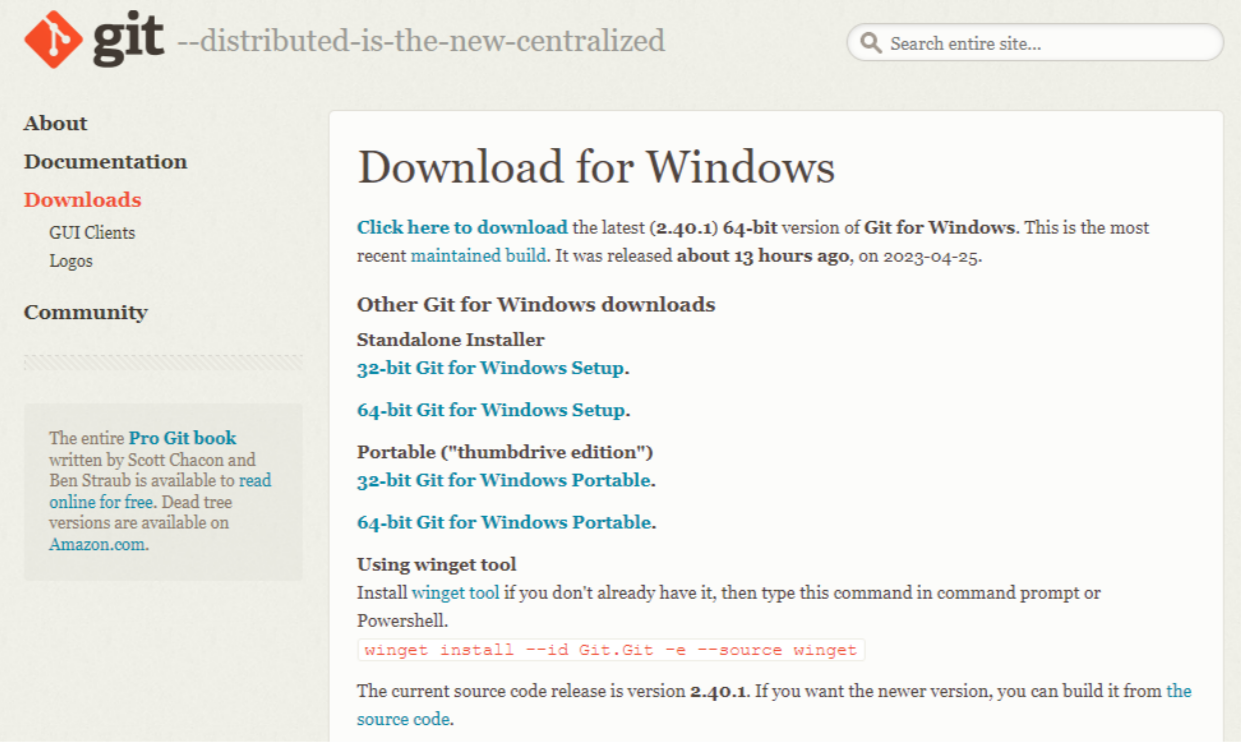 git --distributed-is-the-new-centralized
Search entire site...
About
Documentation
Downloads
GUI Clients
Logos
Community
The entire Pro Git book
written by Scott Chacon and
Ben Straub is available to read
online for free. Dead tree
versions are available on
Amazon.com.
Download for Windows
Click here to download the latest (2.40.1) 64-bit version of Git for Windows. This is the most
recent maintained build. It was released about 13 hours ago, on 2023-04-25.
Other Git for Windows downloads
Standalone Installer
32-bit Git for Windows Setup.
64-bit Git for Windows Setup.
Portable ("thumbdrive edition")
32-bit Git for Windows Portable.
64-bit Git for Windows Portable.
Using winget tool
Install winget tool if you don't already have it, then type this command in command prompt or
Powershell.
winget install --id Git.Git -e --source winget
The current source code release is version 2.40.1. If you want the newer version, you can build it from the
source code.